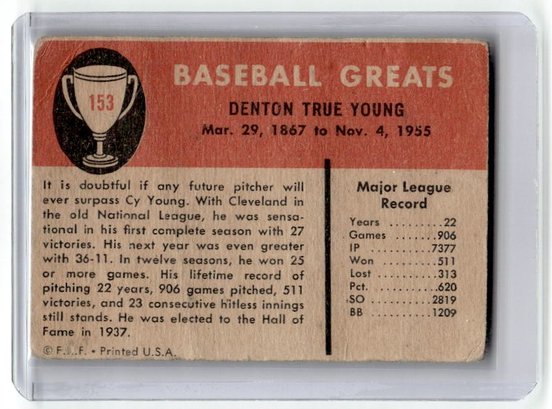 153
BASEBALL GREATS
DENTON TRUE YOUNG
Mar. 29, 1867 to Nov. 4, 1955
It is doubtful if any future pitcher will
ever surpass Cy Young. With Cleveland in
the old National League, he was sensa-
tional in his first complete season with 27
victories. His next year was even greater
with 36-11. In twelve seasons, he won 25
or more games. His lifetime record of
pitching 22 years, 906 games pitched, 511
victories, and 23 consecutive hitless innings
still stands. He was elected to the Hall of
Fame in 1937.
© F...F. • Printed U.S.A.
Major League
Record
Years .........22
Games .......906
IP ............7377
Won ..........511
Lost ..........313
Pct. ..........620
SO ..........2819
BB ..........1209